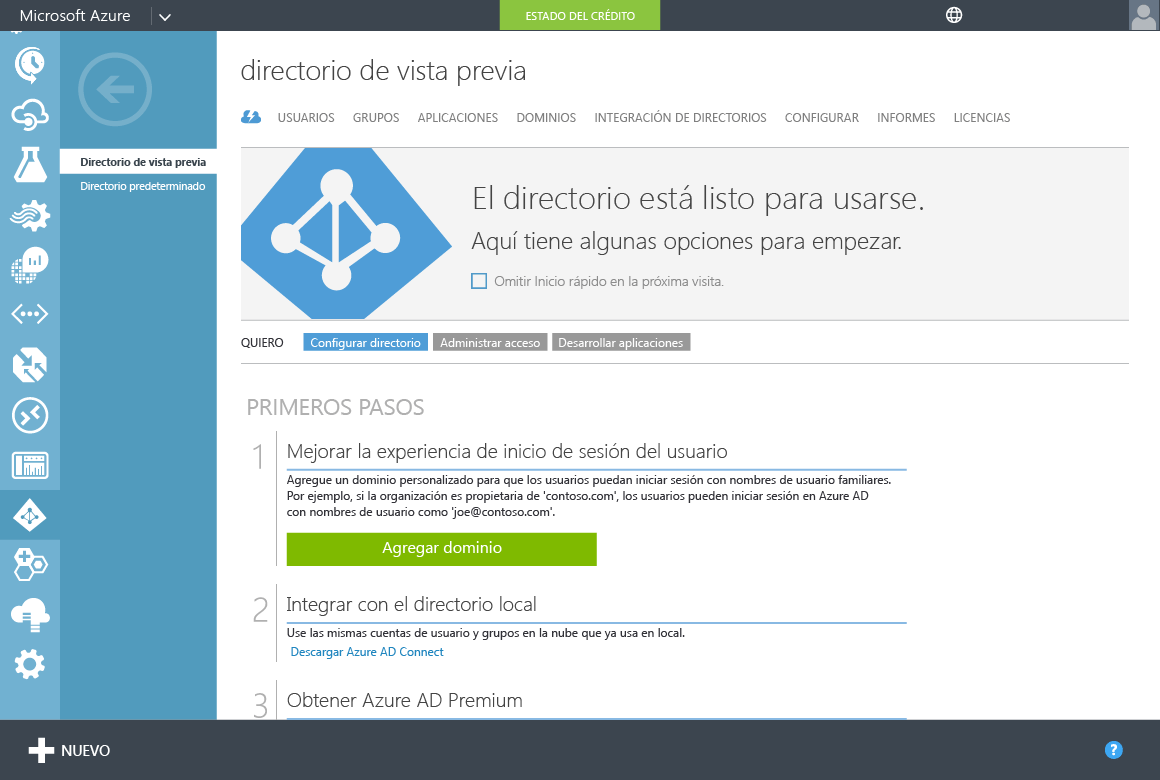 Microsoft Azure
ESTADO DEL CRÉDITO
directorio de vista previa
USUARIOS GRUPOS APLICACIONES DOMINIOS INTEGRACIÓN DE DIRECTORIOS CONFIGURAR INFORMES LICENCIAS
Directorio de vista previa
Directorio predeterminado
El directorio está listo para usarse.
Aquí tiene algunas opciones para empezar.
Omitir Inicio rápido en la próxima visita.
QUIERO Configurar directorio Administrar acceso Desarrollar aplicaciones
PRIMEROS PASOS
1 Mejorar la experiencia de inicio de sesión del usuario
Agregue un dominio personalizado para que los usuarios puedan iniciar sesión con nombres de usuario familiares.
Por ejemplo, si la organización es propietaria de 'contoso.com', los usuarios pueden iniciar sesión en Azure AD
con nombres de usuario como 'joe@contoso.com'.
Agregar dominio
2 Integrar con el directorio local
Use las mismas cuentas de usuario y grupos en la nube que ya usa en local.
Descargar Azure AD Connect
3 Obtener Azure AD Premium
NUEVO
?